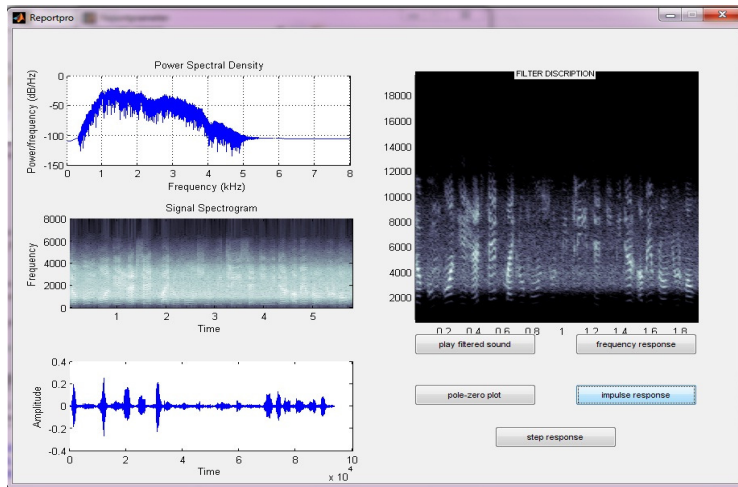 Reportpro
Power Spectral Density
Power/frequency (dB/Hz)
0
-50
-100
-150
0 1 2 3 4 5 6 7 8
Frequency (kHz)
Signal Spectrogram
Frequency
8000
6000
4000
2000
0
1 2 3 4 5
Time
Amplitude
0.4
0.2
0
-0.2
-0.4
0 2 4 6 8 10
Time
x 10
4
FILTER DISCRIPTION
18000
16000
14000
12000
10000
8000
6000
4000
2000
0.2 0.4 0.6 0.8 1 1.2 1.4 1.6 1.8
play filtered sound
frequency response
pole-zero plot
impulse response
step response